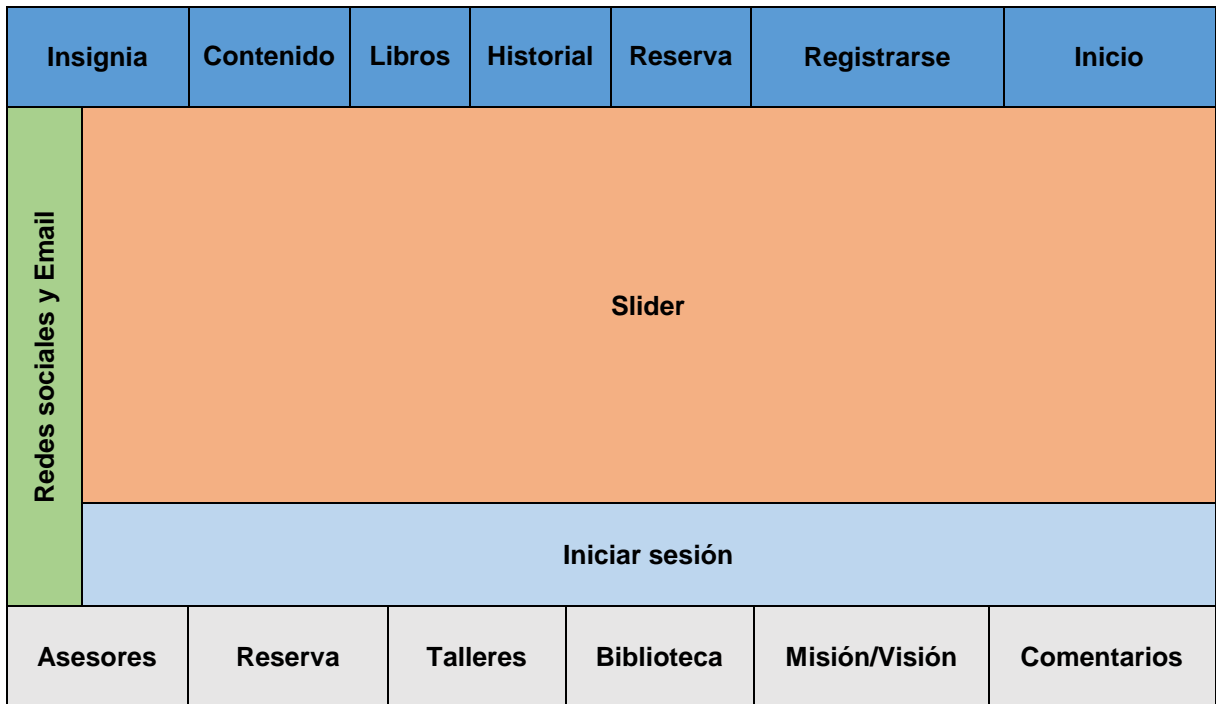 Insignia Contenido Libros Historial Reserva Registrarse Inicio
Redes sociales y Email
Slider
Iniciar sesión
Asesores Reserva Talleres Biblioteca Misión/Visión Comentarios